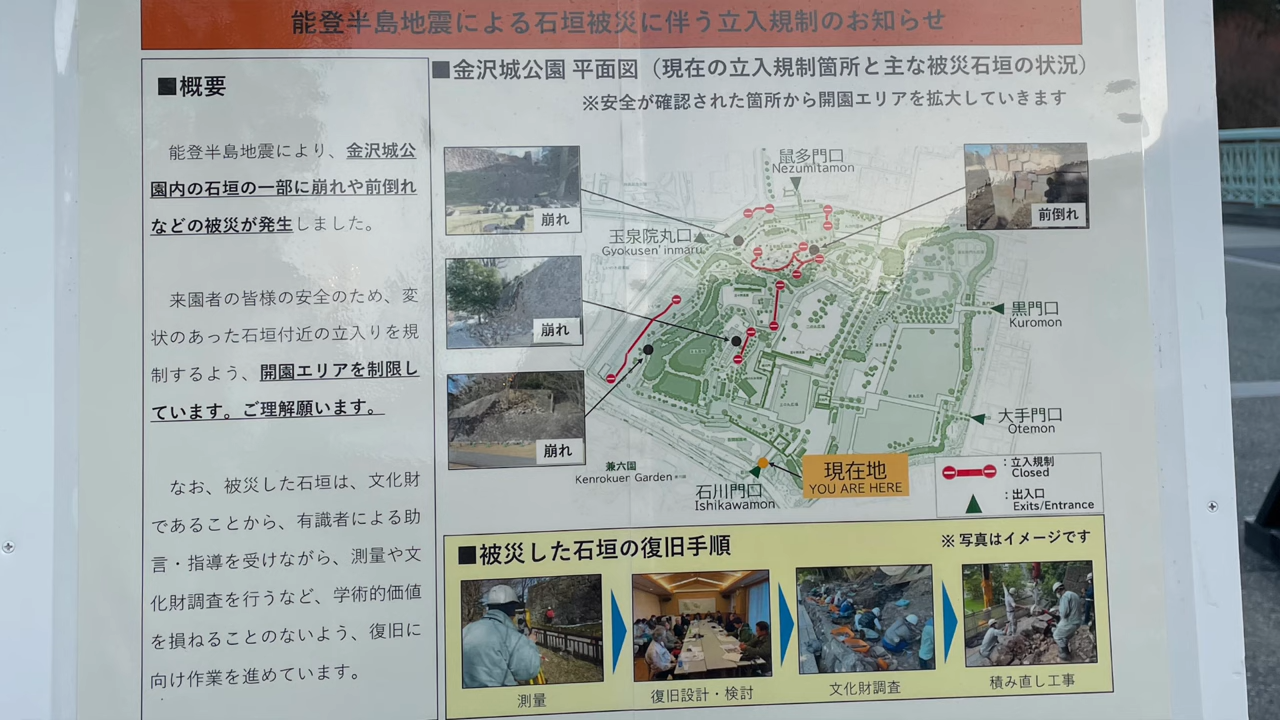 能登半島地震による石垣被災に伴う立入規制のお知らせ
■概要
能登半島地震により、金沢城公
園内の石垣の一部に崩れや前倒れ
などの被災が発生しました。
来園者の皆様の安全のため、変
状のあった石垣付近の立入りを規
制するよう、開園エリアを制限し
ています。ご理解願います。
なお、被災した石垣は、文化財
であることから、有識者による助
言・指導を受けながら、測量や文
化財調査を行うなど、学術的価値
を損ねることのないよう、復旧に
向け作業を進めています。
■金沢城公園 平面図（現在の立入規制箇所と主な被災石垣の状況）
※安全が確認された箇所から開園エリアを拡大していきます
崩れ
崩れ
崩れ
前倒れ
鼠多門口
Nezumitamon
玉泉院丸口
Gyokusen' inmaru
黒門口
Kuromon
大手門口
Otemon
兼六園
Kenrokuer Garden
石川門口
Ishikawamon
現在地
YOU ARE HERE
：立入規制
Closed
：出入口
Exits/Entrance
■被災した石垣の復旧手順
※ 写真はイメージです
測量
復旧設計・検討
文化財調査
積み直し工事